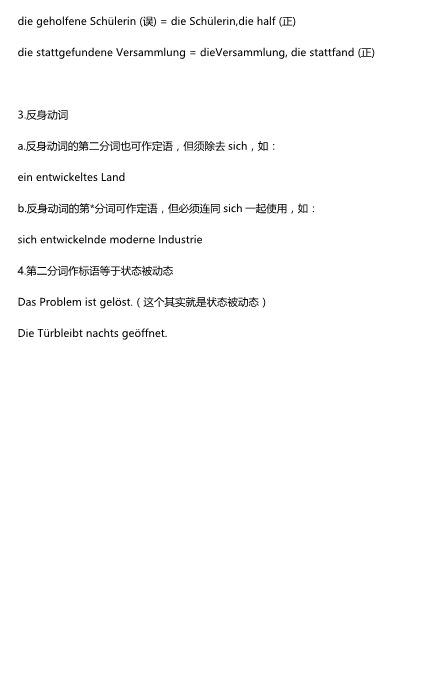 die geholfene Schülerin (误) = die Schülerin,die half (正)
die stattgefundene Versammlung = dieVersammlung, die stattfand (正)
3.反身动词
a.反身动词的第二分词也可作定语，但须除去 sich，如：
ein entwickeltes Land
b.反身动词的第*分词可作定语，但必须连同 sich 一起使用，如：
sich entwickelnde moderne Industrie
4.第二分词作标语等于状态被动态
Das Problem ist gelöst.（这个其实就是状态被动态）
Die Türbleibt nachts geöffnet.